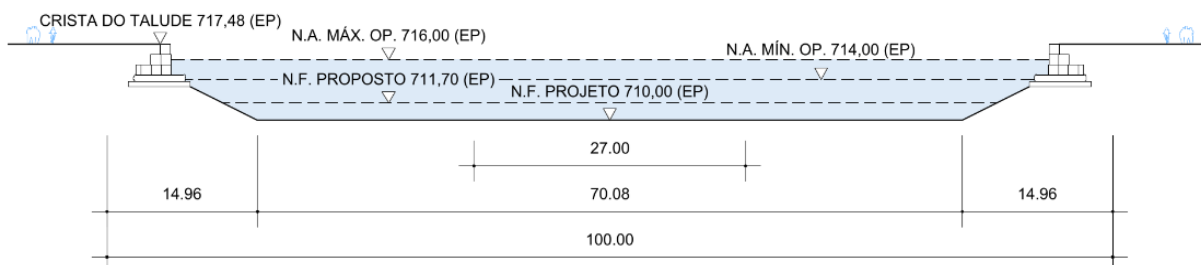 CRISTA DO TALUDE 717,48 (EP)
N.A. MÁX. OP. 716,00 (EP)
N.A. MÍN. OP. 714,00 (EP)
N.F. PROPOSTO 711,70 (EP)
N.F. PROJETO 710,00 (EP)
27.00
14.96
70.08
14.96
100.00